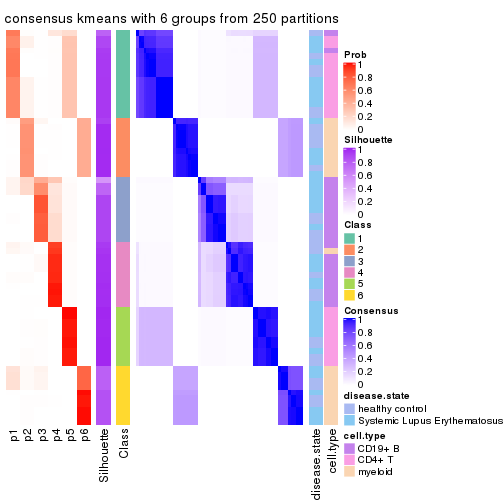 consensus kmeans with 6 groups from 250 partitions
Prob
1
0.8
0.6
0.4
0.2
0
Silhouette
1
0.8
0.6
0.4
0.2
0
Class
1
2
3
4
5
6
Consensus
1
0.8
0.6
0.4
0.2
0
disease.state
healthy control
Systemic Lupus Erythematosus
cell.type
CD19+ B
CD4+ T
myeloid
p1
p2
p3
p4
p5
p6
Silhouette
Class
disease.state
cell.type